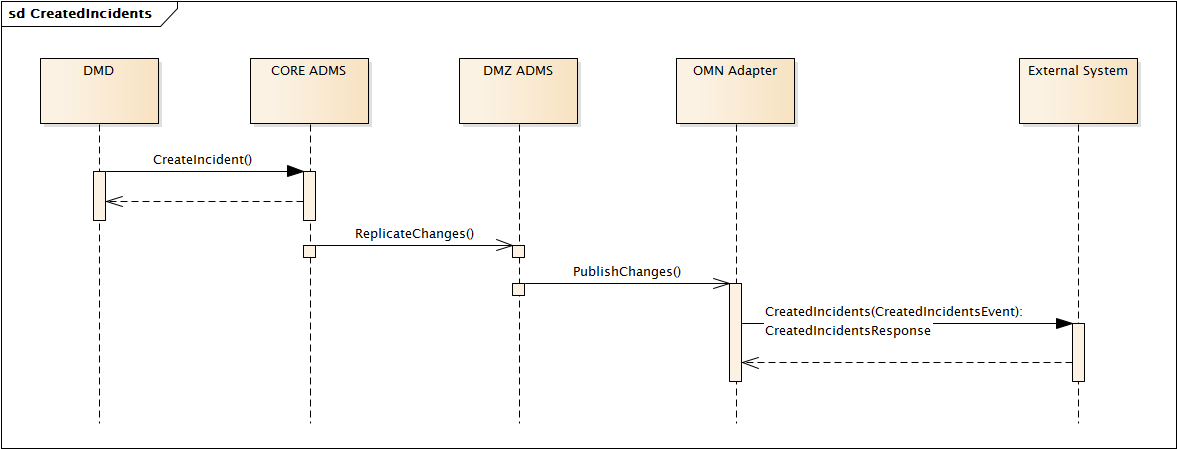 sd CreatedIncidents
DMD
CORE ADMS
DMZ ADMS
OMN Adapter
External System
CreateIncident()
ReplicateChanges()
PublishChanges()
CreatedIncidents(CreatedIncidentsEvent):
CreatedIncidentsResponse